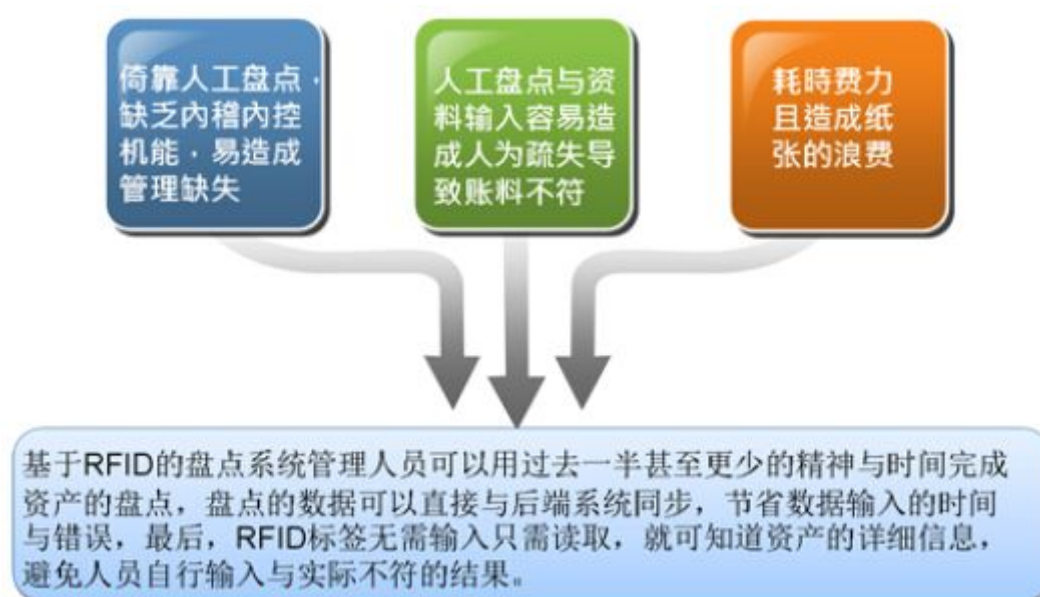 倚靠人工盘点，
缺乏內稽內控
机能，易造成
管理缺失
人工盘点与资
料输入容易造
成人为疏失导
致账料不符
耗時费力
且造成纸
张的浪费
基于RFID的盘点系统管理人员可以用过去一半甚至更少的精神与时间完成
资产的盘点，盘点的数据可以直接与后端系统同步，节省数据输入的时间
与错误，最后，RFID标签无需输入只需读取，就可知道资产的详细信息，
避免人员自行输入与实际不符的结果。